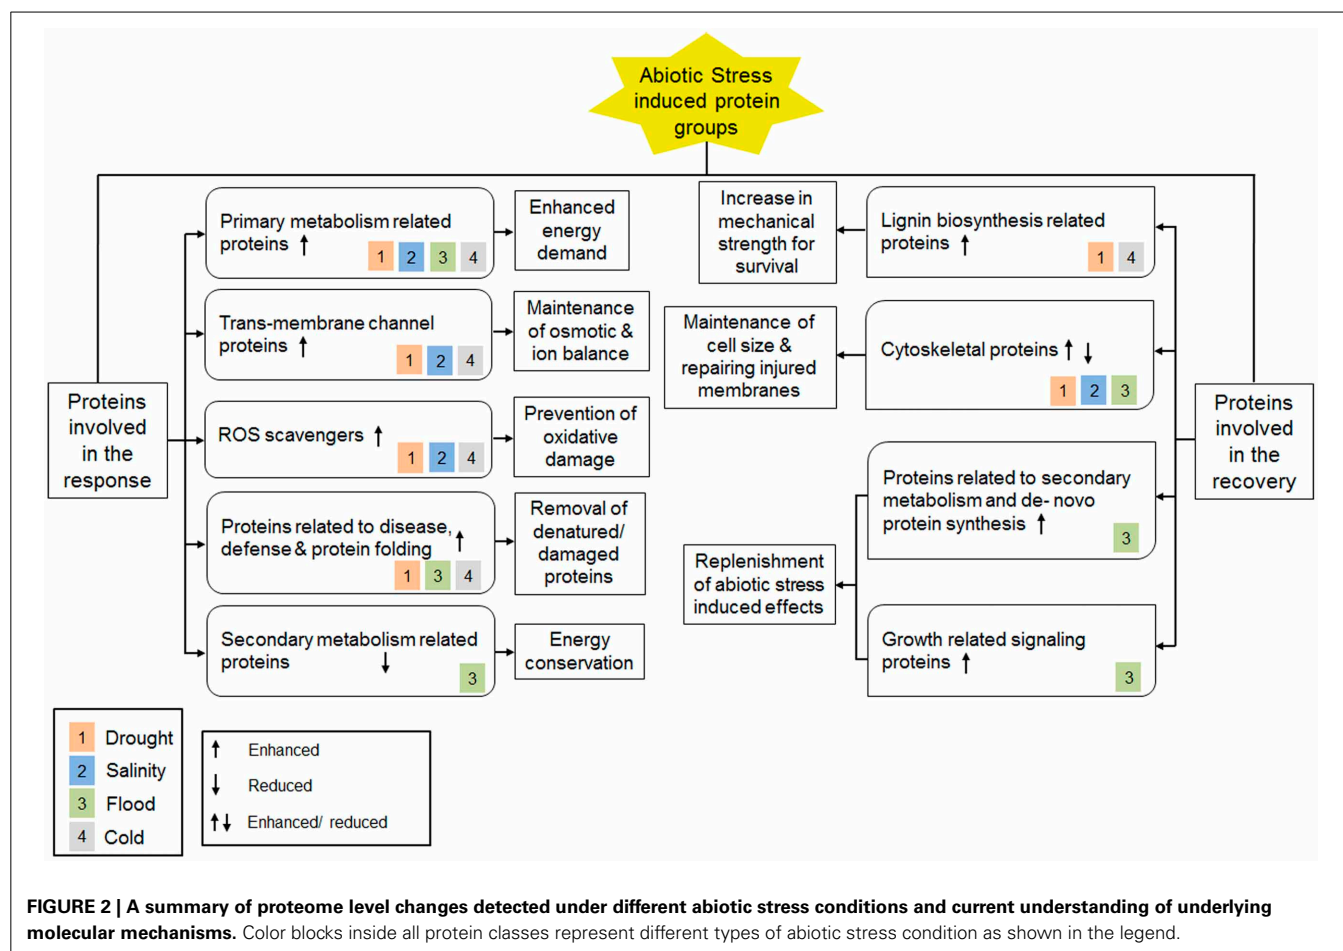 Abiotic Stress
induced protein
groups
Proteins
involved
in the
response
Primary metabolism related
proteins ↑
1 2 3 4
Enhanced
energy
demand
Trans-membrane channel
proteins ↑
1 2 4
Maintenance
of osmotic &
ion balance
ROS scavengers ↑
1 2 4
Prevention of
oxidative
damage
Proteins related to disease,
defense & protein folding ↑
1 3 4
Removal of
denatured/
damaged
proteins
Secondary metabolism related
proteins ↓
3
Energy
conservation
Increase in
mechanical
strength for
survival
Lignin biosynthesis related
proteins ↑
1 4
Maintenance of
cell size &
repairing injured
membranes
Cytoskeletal proteins ↑ ↓
1 2 3
Proteins related to secondary
metabolism and de- novo
protein synthesis ↑
3
Replenishment
of abiotic stress
induced effects
Growth related signaling
proteins ↑
3
Proteins
involved
in the
recovery
1 Drought
2 Salinity
3 Flood
4 Cold
↑ Enhanced
↓ Reduced
↑↓ Enhanced/ reduced
FIGURE 2 | A summary of proteome level changes detected under different abiotic stress conditions and current understanding of underlying
molecular mechanisms. Color blocks inside all protein classes represent different types of abiotic stress condition as shown in the legend.